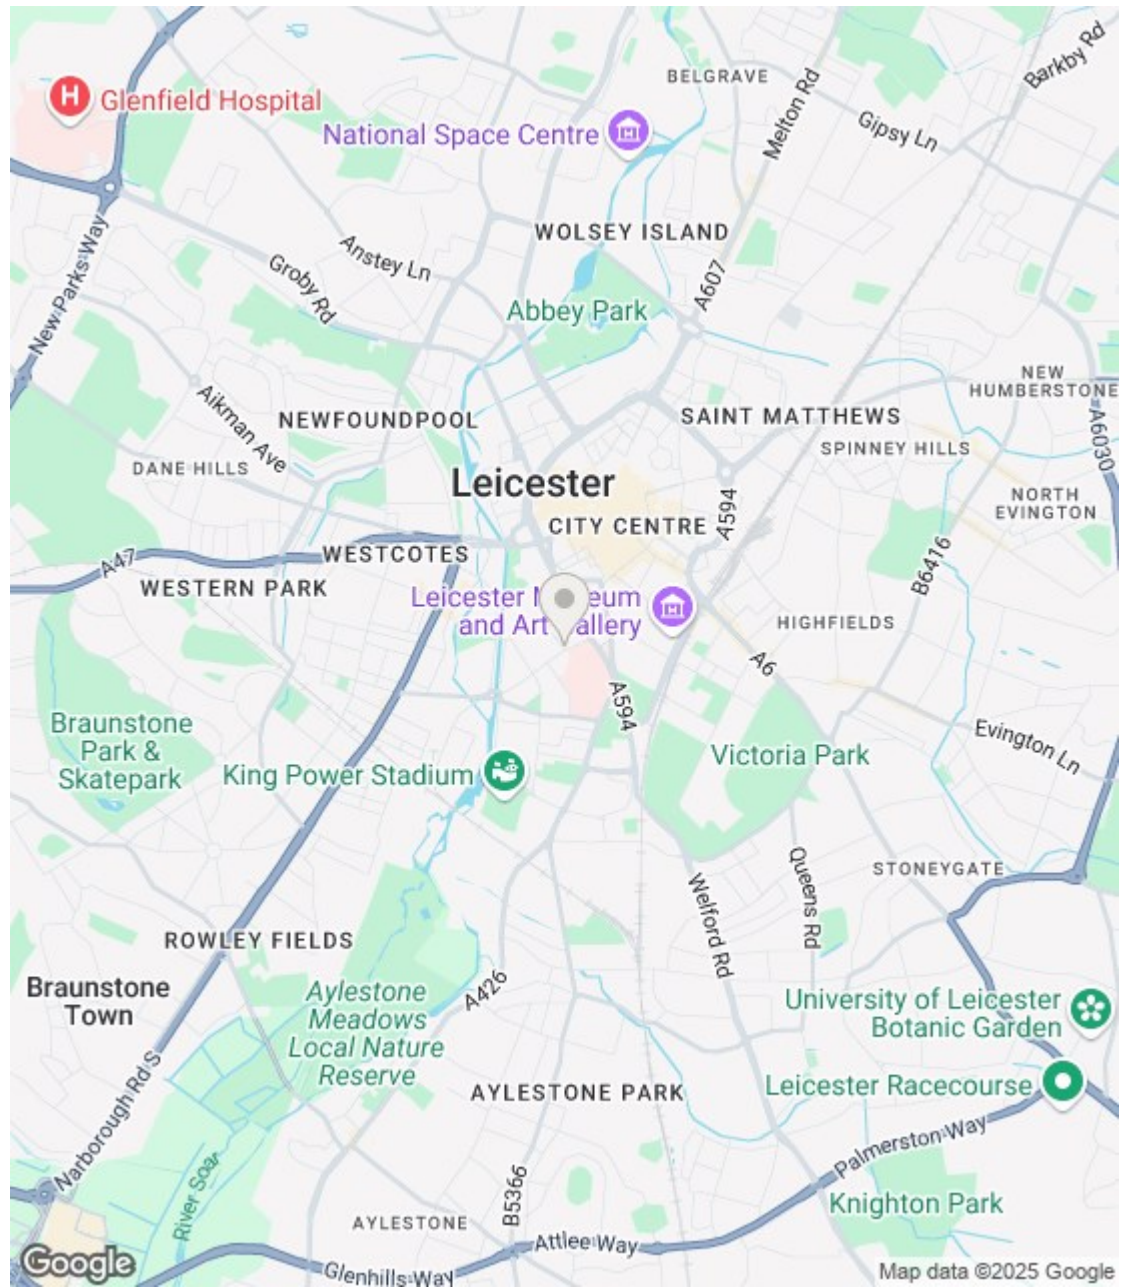 BELGRAVE
Melton Rd
Barkby Rd
H
Glenfield Hospital
National Space Centre
Gipsy Ln
WOLSEY ISLAND
New Parks Way
Anstey Ln
Groby Rd
A607
Abbey Park
NEW
HUMBERSTONE
Aikman Ave
NEWFOUNDPOOL
SAINT MATTHEWS
A6030
DANE HILLS
SPINNEY HILLS
Leicester
CITY CENTRE
A594
NORTH
EVINGTON
A47
WESTCOTES
B6416
WESTERN PARK
Leicester M eum
and Art allery
HIGHFIELDS
A6
A594
Braunstone
Park &
Skatepark
King Power Stadium
Victoria Park
Evington Ln
Queens Rd
STONEYGATE
Welford Rd
ROWLEY FIELDS
Braunstone
Town
A426
Aylestone
Meadows
Local Nature
Reserve
University of Leicester
Botanic Garden
AYLESTONE PARK
Leicester Racecourse
Narborough Rd S
Palmerston Way
River Soar
B5366
Knighton Park
AYLESTONE
Attlee Way
Glenhills Way
Google
Map data ©2025 Google